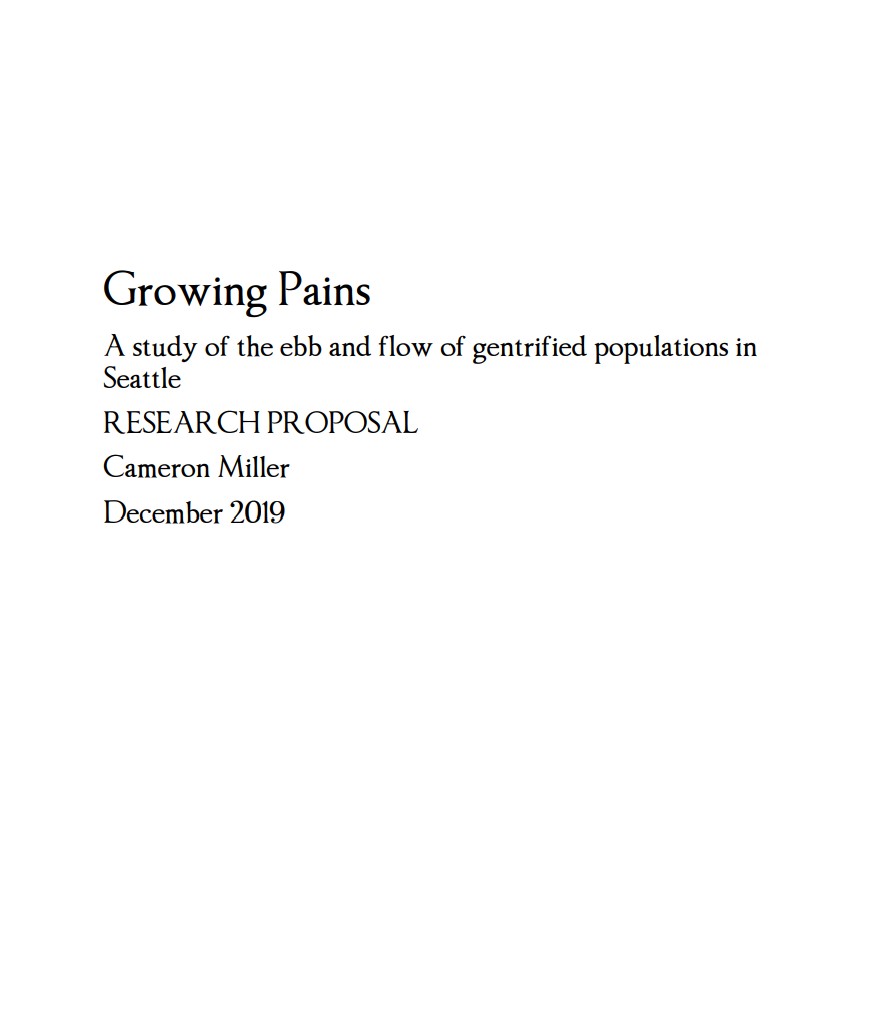 Growing Pains
A study of the ebb and flow of gentrified populations in
Seattle
RESEARCH PROPOSAL
Cameron Miller
December 2019